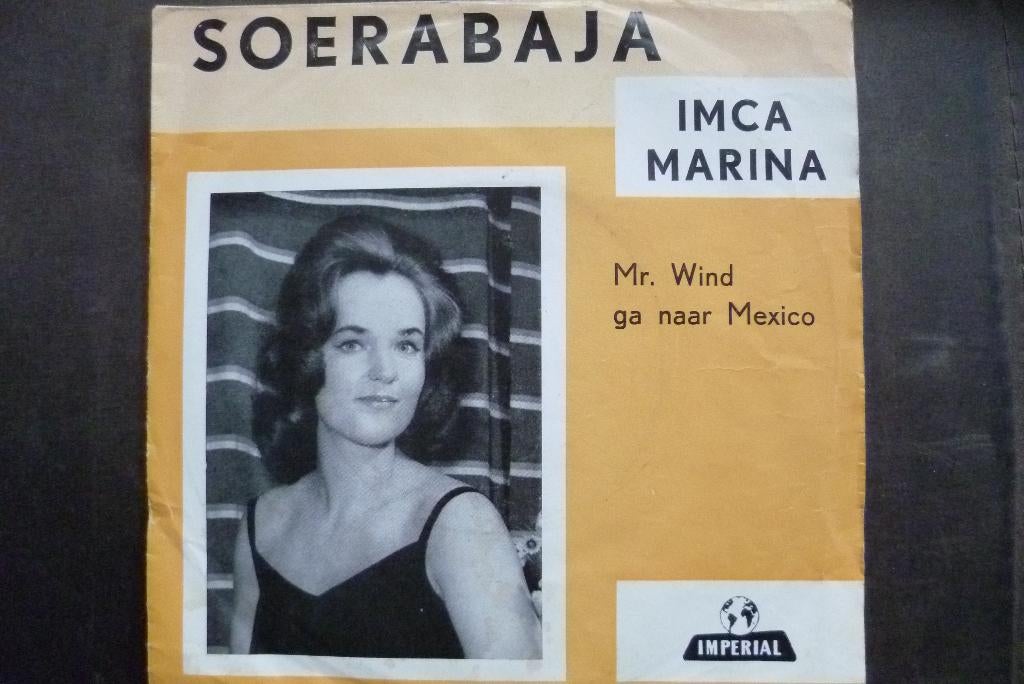 SOERABAJA
IMCA
MARINA
Mr. Wind
ga naar Mexico
IMPERIAL